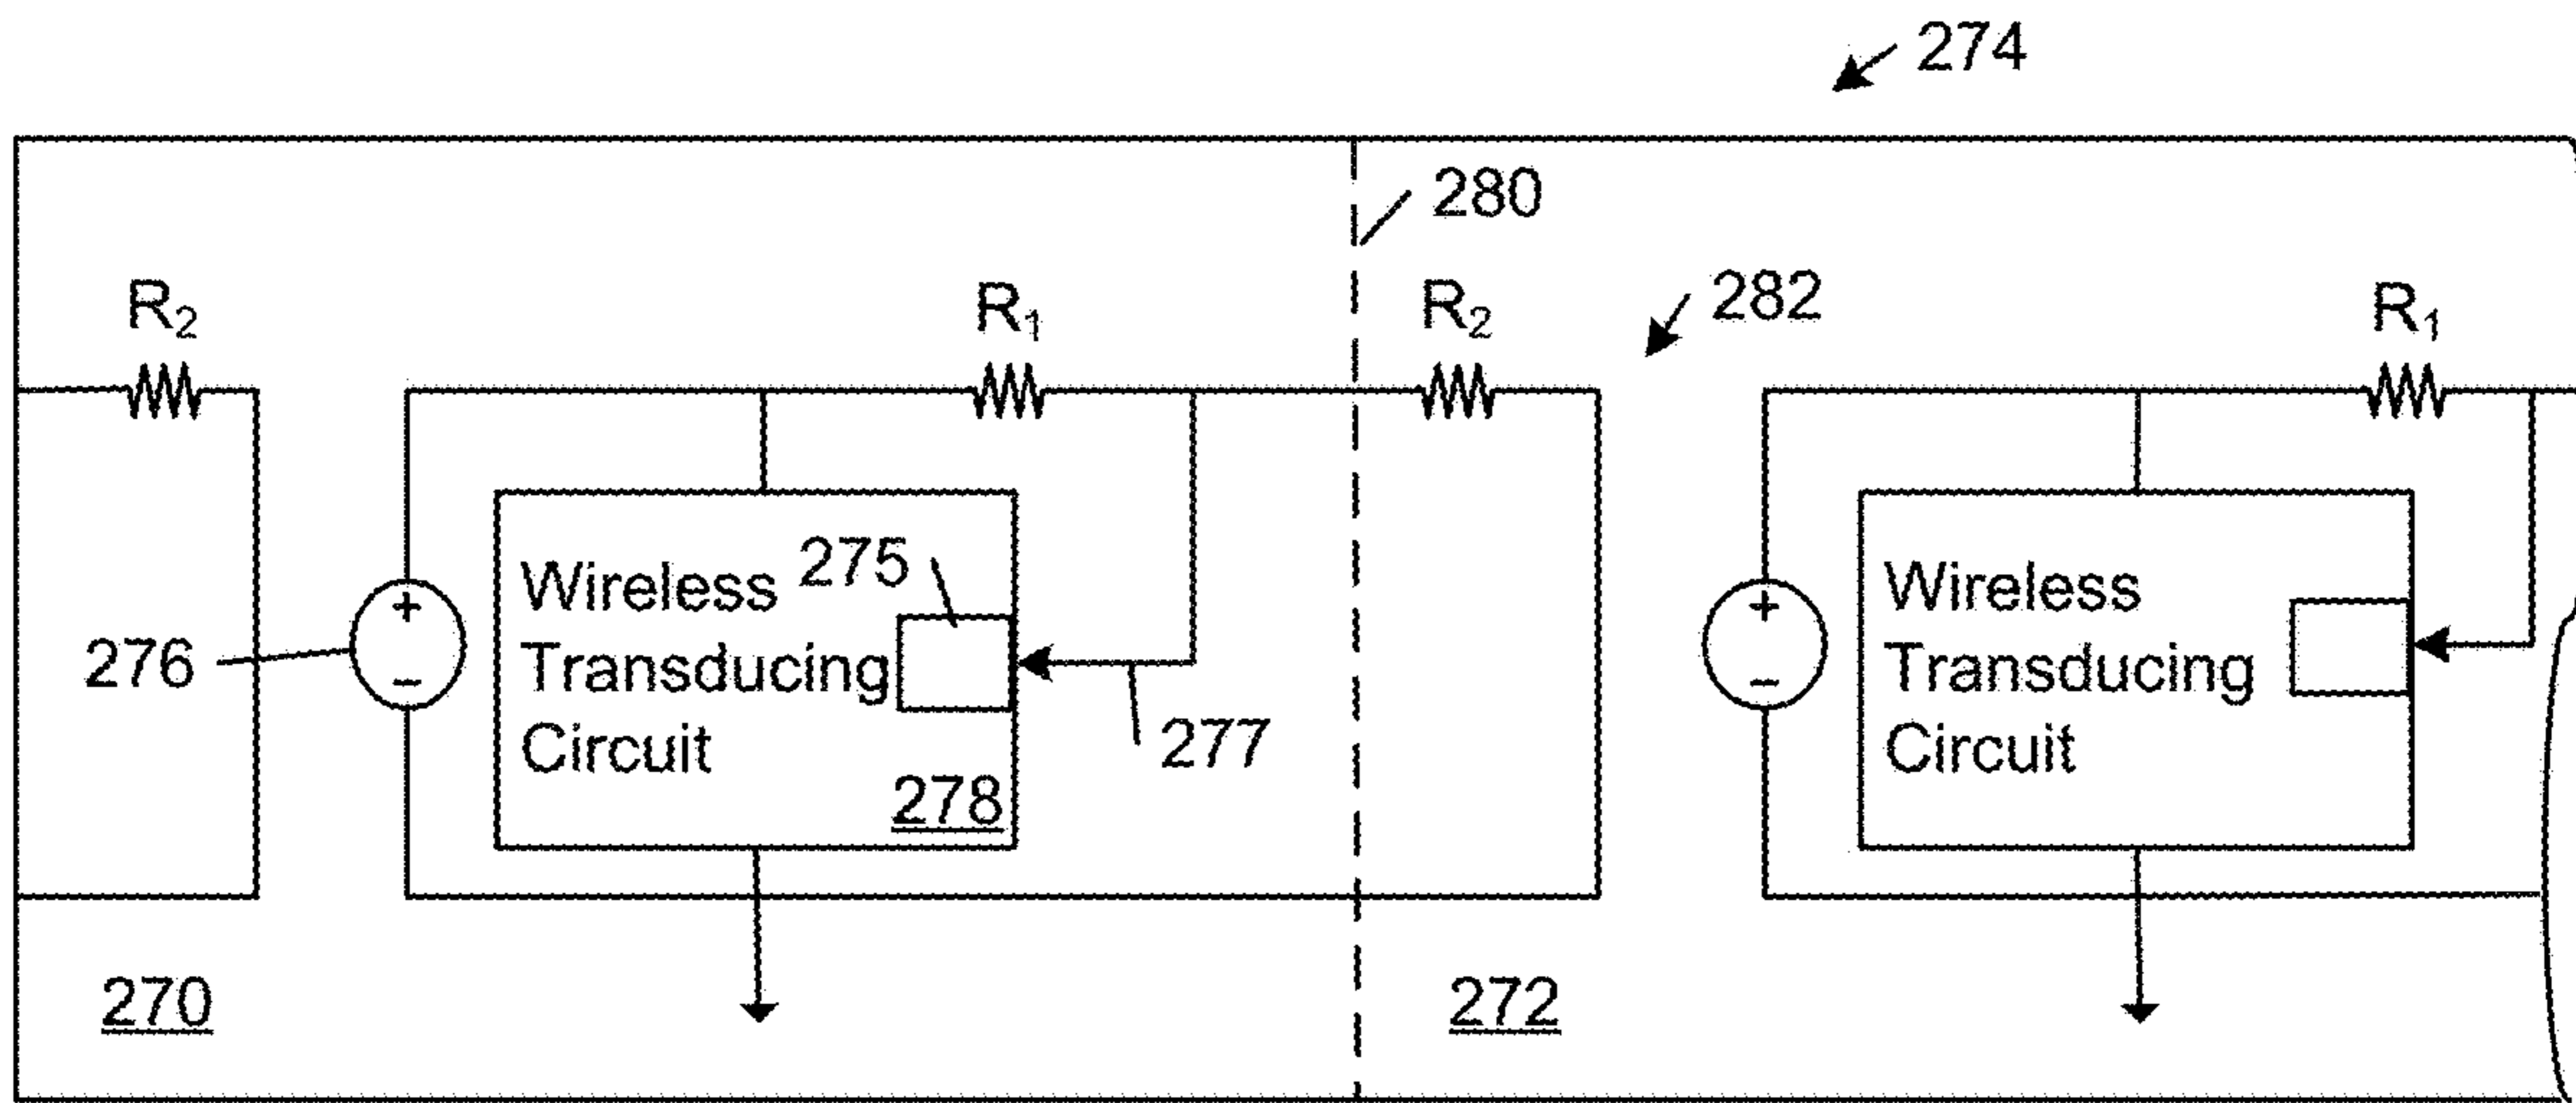 274
280
R2
R1
R2
282
R1
Wireless
Transducing
Circuit
275
276
277
278
Wireless
Transducing
Circuit
270
272